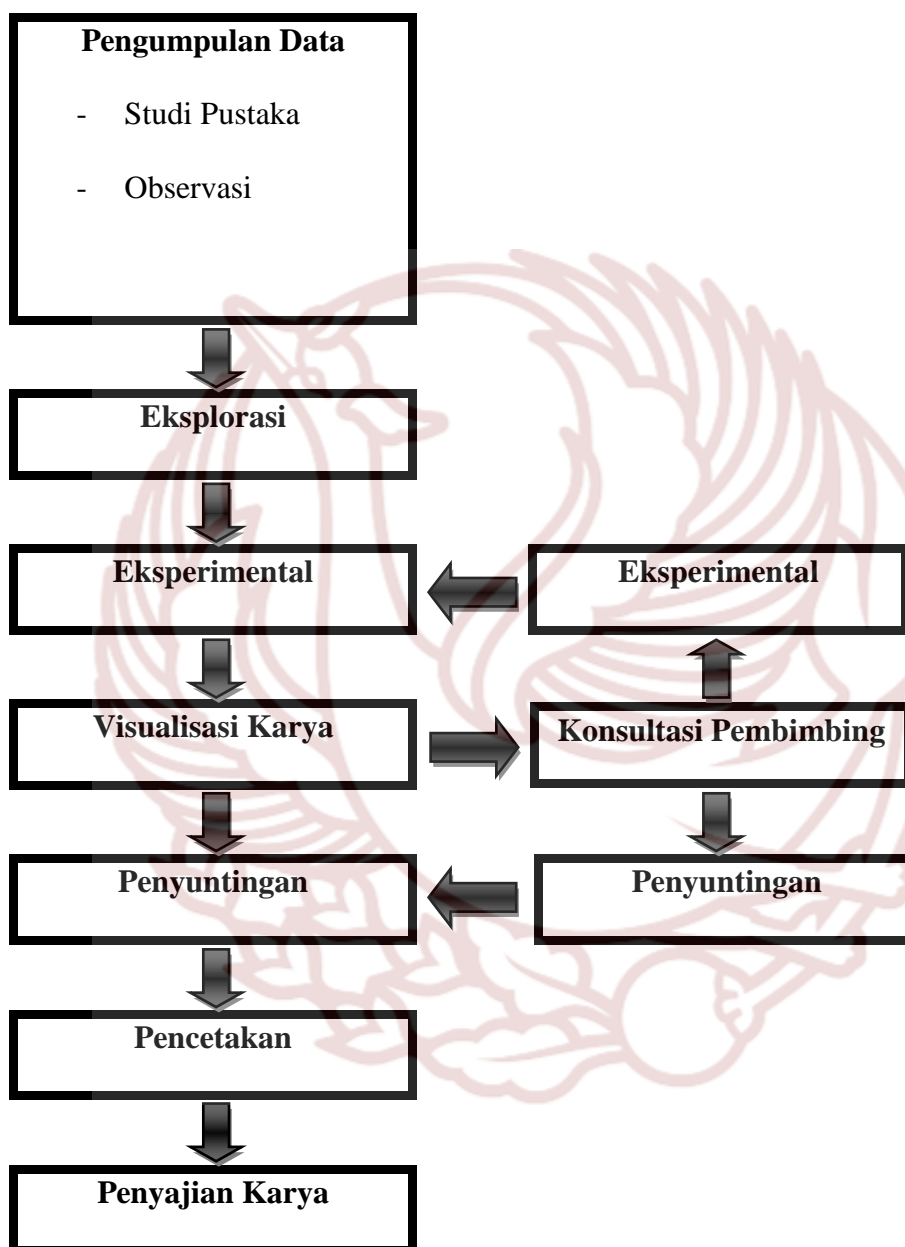 Pengumpulan Data
- Studi Pustaka
- Observasi
Eksplorasi
Eksperimental
Eksperimental
Visualisasi Karya
Konsultasi Pembimbing
Penyuntingan
Penyuntingan
Pencetakan
Penyajian Karya